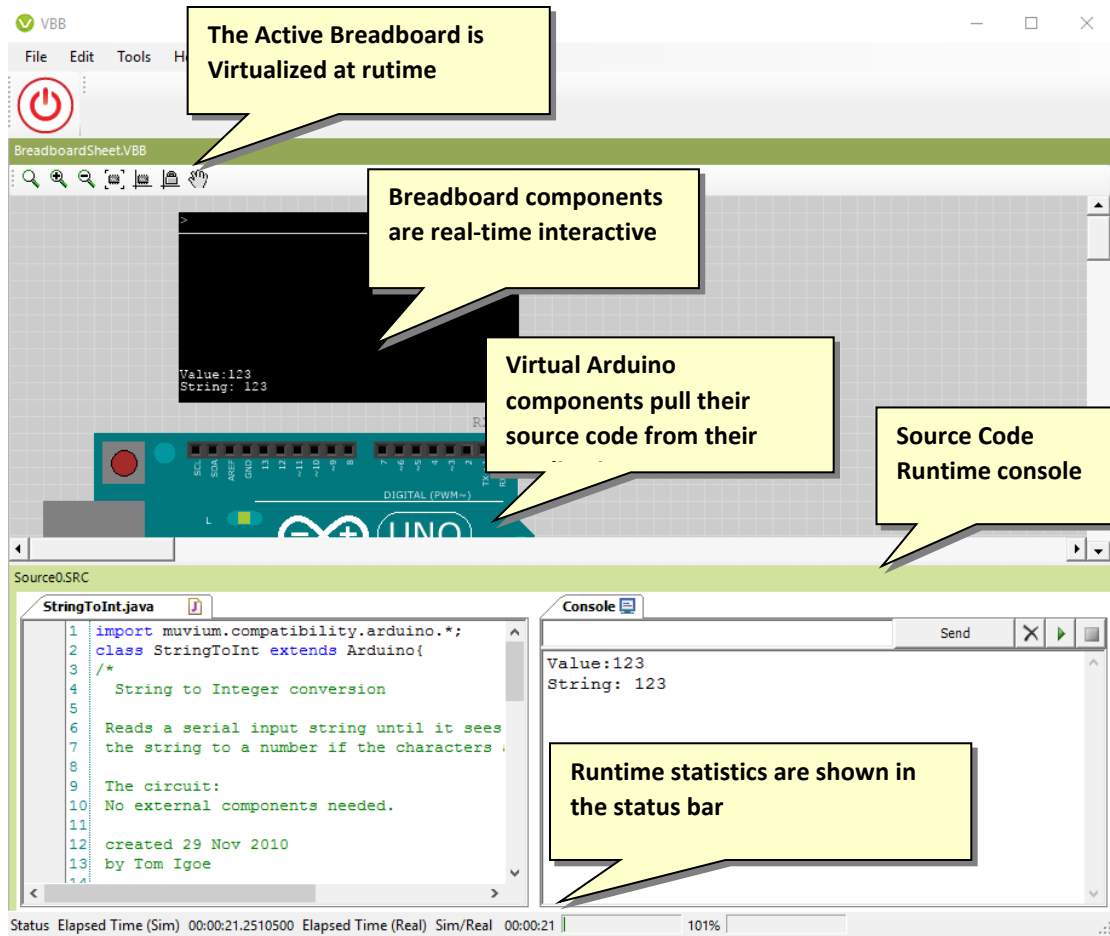 VBB
The Active Breadboard is
Virtualized at rutime
File Edit Tools
BreadboardSheet.VBB
Breadboard components
are real-time interactive
>
Value:123
String: 123
Virtual Arduino
components pull their
source code from their
Source Code
Runtime console
SCL SDA AREF GND 13 12 ~11 ~10 ~9 8 7 ~6 ~5 4 ~3 2
DIGITAL (PWM~)
L
UNO
Source0.SRC
StringToInt.java
Console
1 import muvium.compatibility.arduino.*;
2 class StringToInt extends Arduino{
3 /*
4 String to Integer conversion
5
6 Reads a serial input string until it sees
7 the string to a number if the characters
8
9 The circuit:
10 No external components needed.
11
12 created 29 Nov 2010
13 by Tom Igoe
Send
Value:123
String: 123
Runtime statistics are shown in
the status bar
Status Elapsed Time (Sim) 00:00:21.2510500 Elapsed Time (Real) Sim/Real 00:00:21 101%